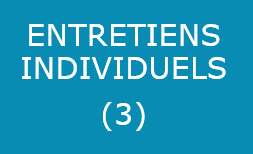 ENTRETIENS
INDIVIDUELS
(3)